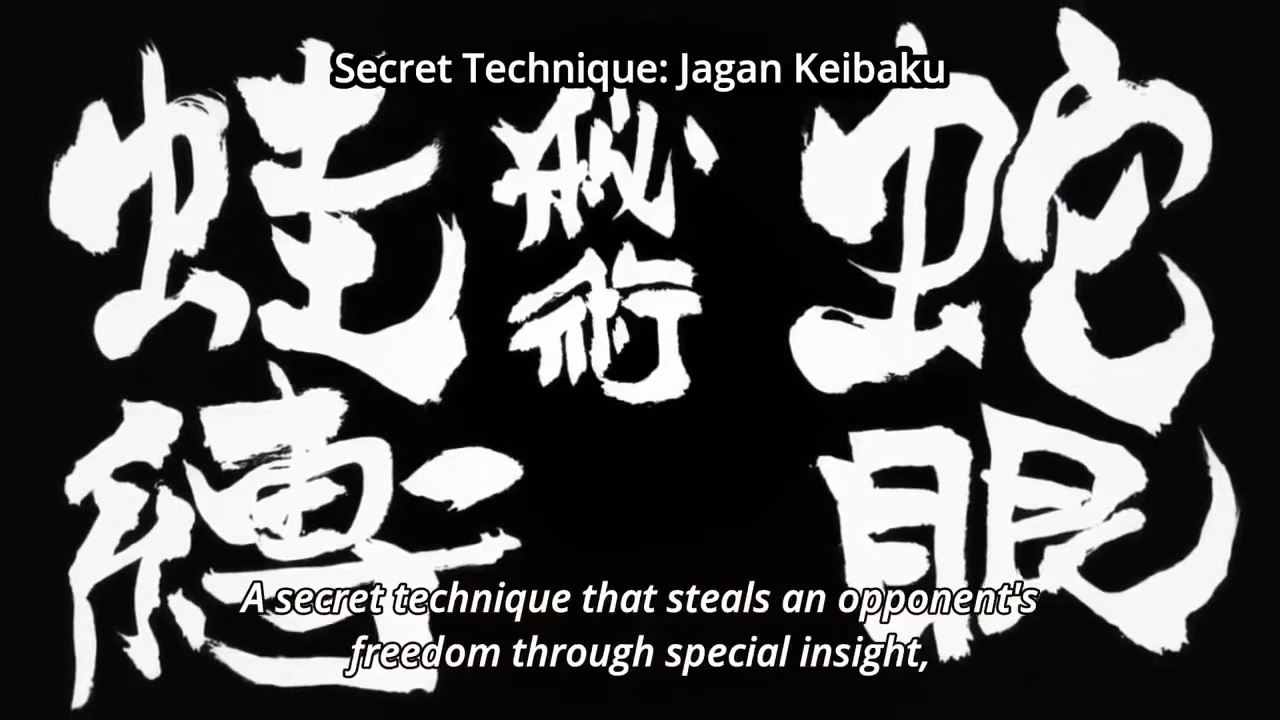 Secret Technique: Jagan Keibaku
秘術
蛇眼
蛙縛
A secret technique that steals an opponent's
freedom through special insight,